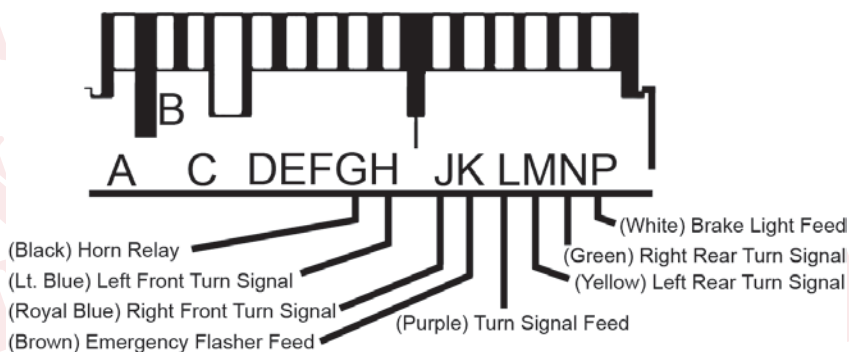 B
A C DEFGH JK LMNP
(White) Brake Light Feed
(Black) Horn Relay
(Green) Right Rear Turn Signal
(Lt. Blue) Left Front Turn Signal
(Yellow) Left Rear Turn Signal
(Royal Blue) Right Front Turn Signal
(Purple) Turn Signal Feed
(Brown) Emergency Flasher Feed